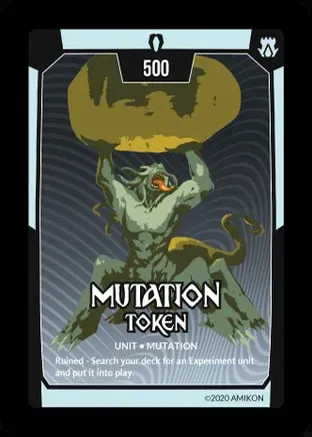 500
MUTATION
TOKEN
UNIT • MUTATION
Ruined - Search your deck for an Experiment unit
and put it into play.
©2020 AMIKON